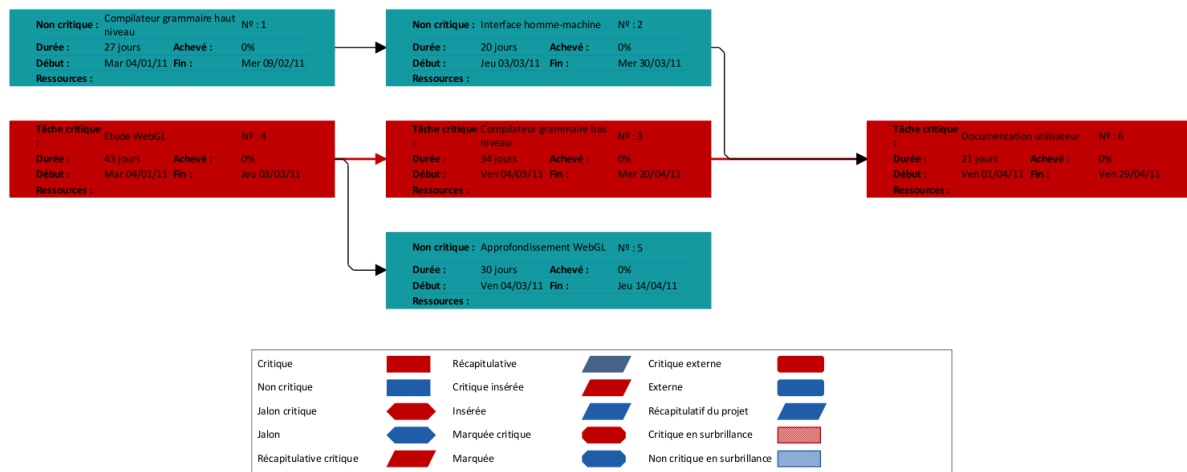 Non critique : Compilateur grammaire haut niveau Nº : 1
Durée : 27 jours Achevé : 0%
Début : Mar 04/01/11 Fin : Mer 09/02/11
Ressources :
Non critique : Interface homme-machine Nº : 2
Durée : 20 jours Achevé : 0%
Début : Jeu 03/03/11 Fin : Mer 30/03/11
Ressources :
Tâche critique : Etude WebGL Nº : 4
Durée : 43 jours Achevé : 0%
Début : Mar 04/01/11 Fin : Jeu 03/03/11
Ressources :
Tâche critique : Compilateur grammaire bas niveau Nº : 3
Durée : 34 jours Achevé : 0%
Début : Ven 04/03/11 Fin : Mer 20/04/11
Ressources :
Tâche critique : Documentation utilisateur Nº : 6
Durée : 21 jours Achevé : 0%
Début : Ven 01/04/11 Fin : Ven 29/04/11
Ressources :
Non critique : Approfondissement WebGL Nº : 5
Durée : 30 jours Achevé : 0%
Début : Ven 04/03/11 Fin : Jeu 14/04/11
Ressources :
Critique Récapitulative Critique externe
Non critique Critique insérée Externe
Jalon critique Insérée Récapitulatif du projet
Jalon Marquée critique Critique en surbrillance
Récapitulative critique Marquée Non critique en surbrillance